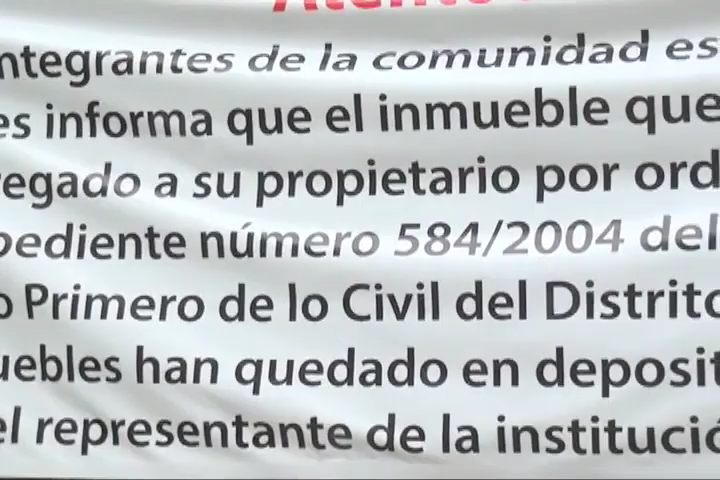 ntegrantes de la comunidad es
es informa que el inmueble que
regado a su propietario por ord
pediente número 584/2004 del
o Primero de lo Civil del Distrito
uebles han quedado en deposit
el representante de la institució